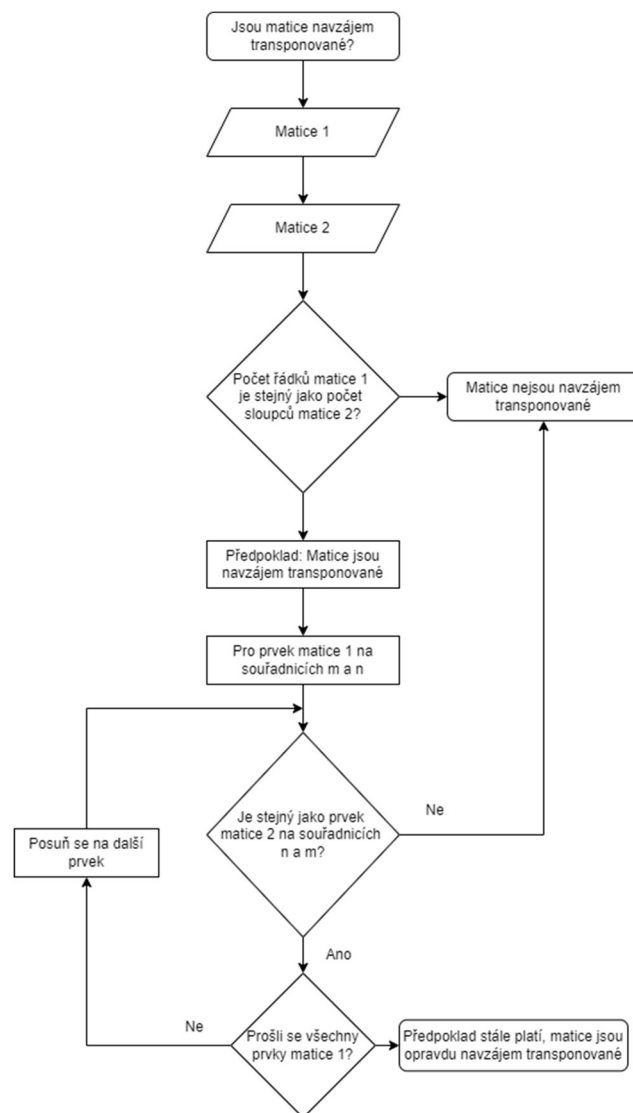 Jsou matice navzájem
transponované?
Matice 1
Matice 2
Počet řádků matice 1
je stejný jako počet
sloupců matice 2?
Matice nejsou navzájem
transponované
Předpoklad: Matice jsou
navzájem transponované
Pro prvek matice 1 na
souřadnicích m a n
Je stejný jako prvek
matice 2 na souřadnicích
n a m?
Ne
Posuň se na další
prvek
Ano
Ne
Prošli se všechny
prvky matice 1?
Předpoklad stále platí, matice jsou
opravdu navzájem transponované